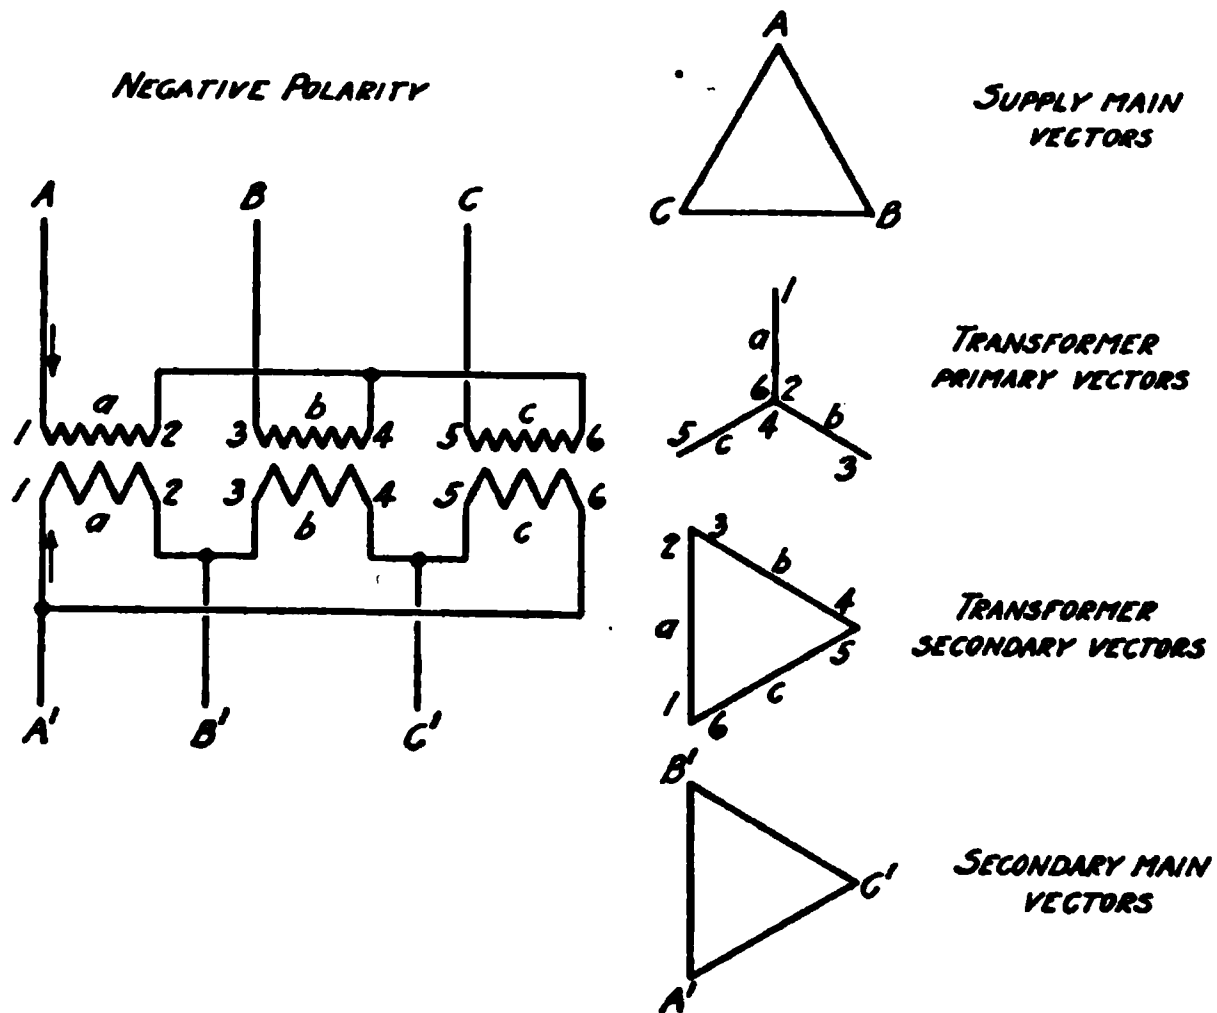 NEGATIVE POLARITY
A B C
a b c
1 2 3 4 5 6
1 2 3 4 5 6
a b c
A' B' C'
A
C B
SUPPLY MAIN
VECTORS
1
a
6 2
5 c 4 b 3
TRANSFORMER
PRIMARY VECTORS
2 3
b
4
a
5
c
1 6
TRANSFORMER
SECONDARY VECTORS
B'
C'
A'
SECONDARY MAIN
VECTORS